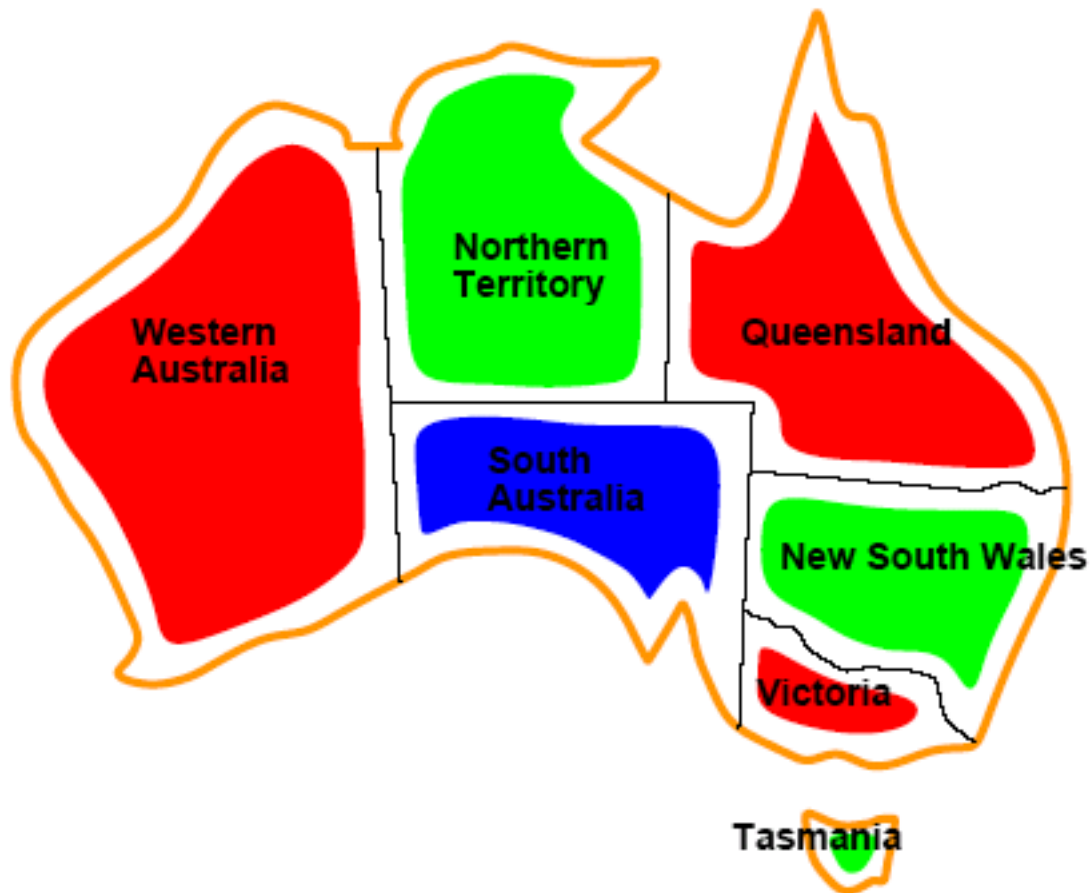 Northern
Territory
Western
Australia
Queensland
South
Australia
New South Wales
Victoria
Tasmania